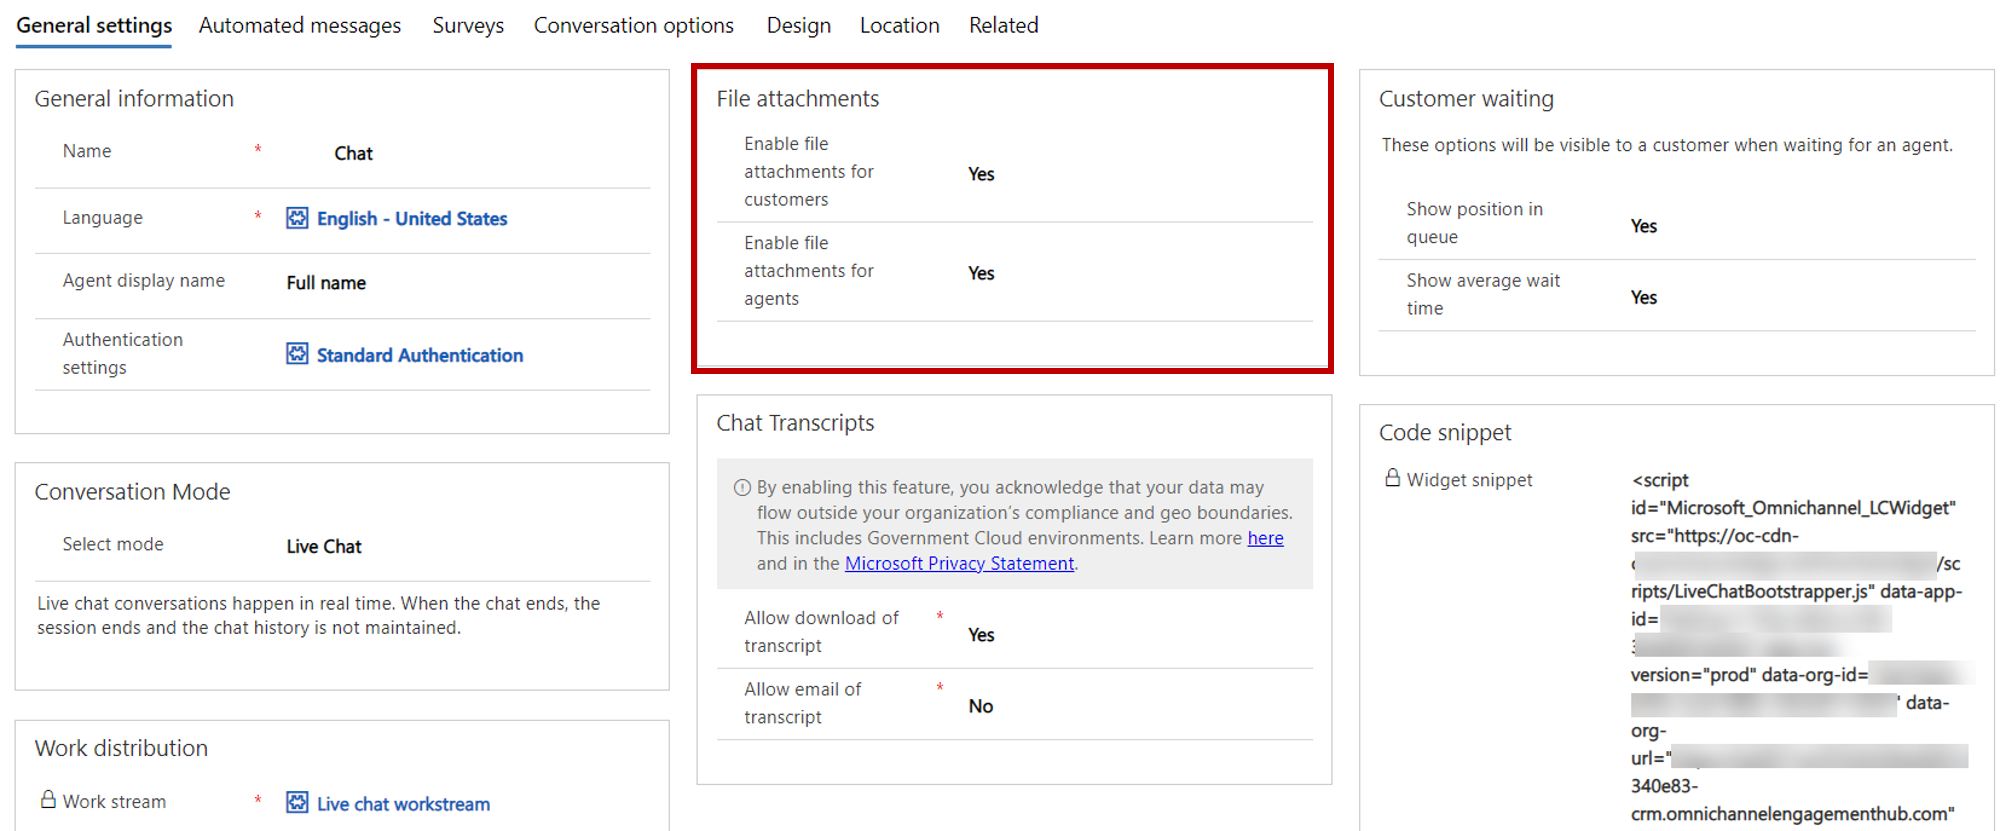 General settings Automated messages Surveys Conversation options Design Location Related
General information
Name * Chat
Language * English - United States
Agent display name Full name
Authentication
settings
Standard Authentication
Conversation Mode
Select mode Live Chat
Live chat conversations happen in real time. When the chat ends, the
session ends and the chat history is not maintained.
Work distribution
Work stream * Live chat workstream
File attachments
Enable file
attachments for
customers
Yes
Enable file
attachments for
agents
Yes
Chat Transcripts
By enabling this feature, you acknowledge that your data may
flow outside your organization's compliance and geo boundaries.
This includes Government Cloud environments. Learn more here
and in the Microsoft Privacy Statement.
Allow download of
transcript
*
Yes
Allow email of
transcript
*
No
Customer waiting
These options will be visible to a customer when waiting for an agent.
Show position in
queue
Yes
Show average wait
time
Yes
Code snippet
Widget snippet
<script
id="Microsoft_Omnichannel_LCWidget"
src="https://oc-cdn-
/sc
ripts/LiveChatBootstrapper.js" data-app-
id=
version="prod" data-org-id=
" data-
org-
url="
340e83-
crm.omnichannelengagementhub.com"